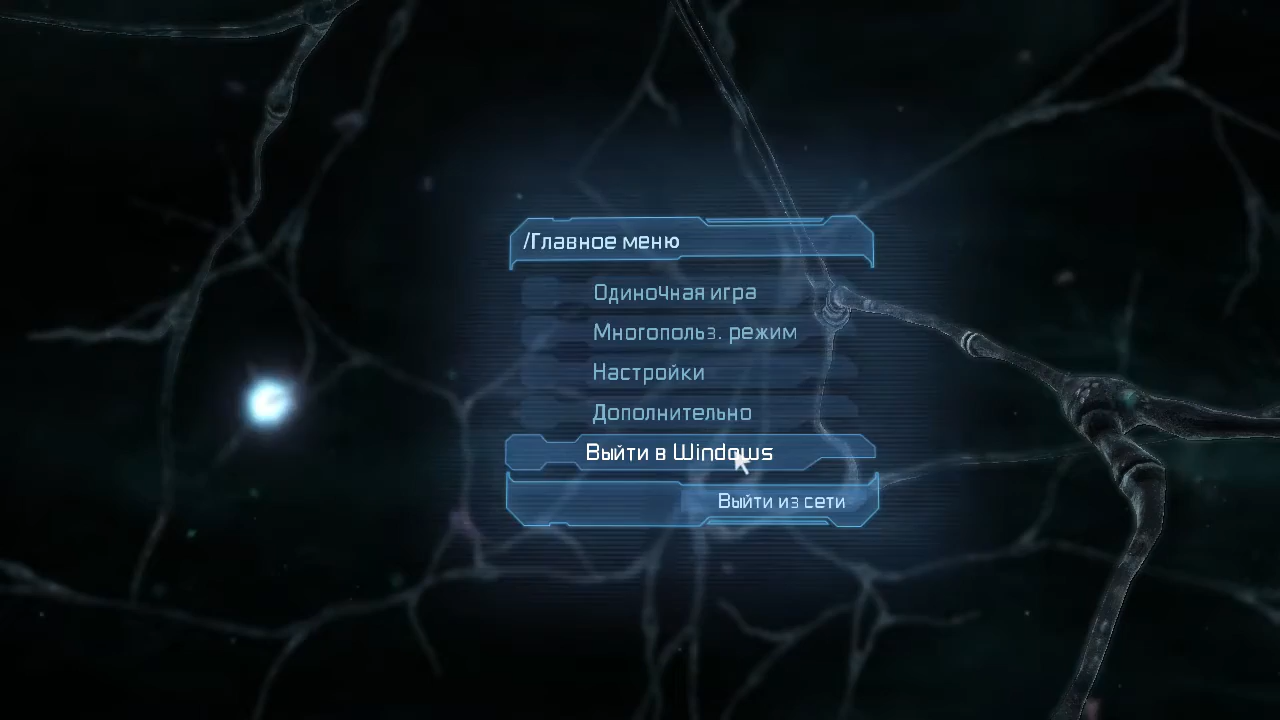 /Главное меню
Одиночная игра
Многопольз. режим
Настройки
Дополнительно
Выйти в Windows
Выйти из сети